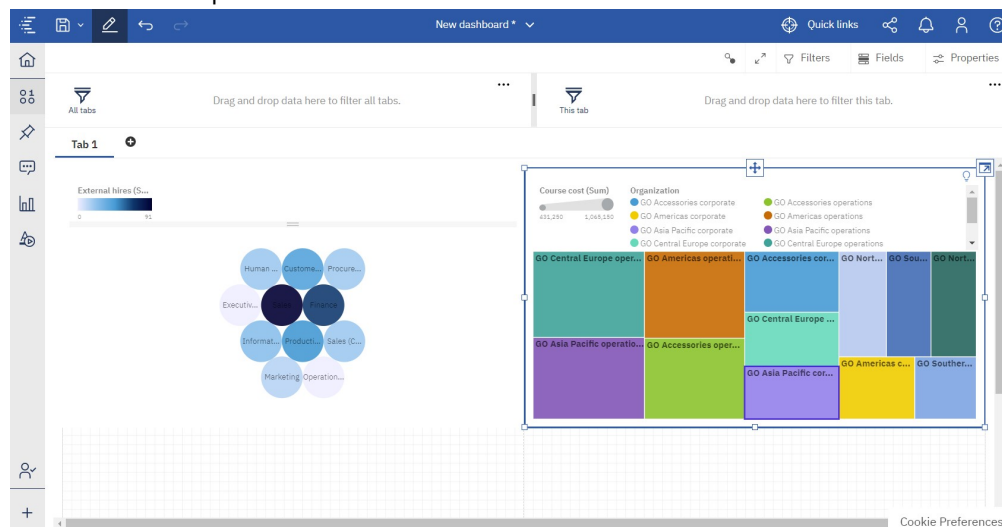 New dashboard *
Quick links
Filters
Fields
Properties
All tabs
Drag and drop data here to filter all tabs.
This tab
Drag and drop data here to filter this tab.
Tab 1
External hires (S...
0 91
Human ... Custome... Procure...
Executiv... Sales Finance
Informat... Producti... Sales (C...
Marketing Operation...
Course cost (Sum)
431,250 1,065,150
Organization
GO Accessories corporate
GO Accessories operations
GO Americas corporate
GO Americas operations
GO Asia Pacific corporate
GO Asia Pacific operations
GO Central Europe corporate
GO Central Europe operations
GO Central Europe oper...
GO Americas operati...
GO Accessories cor...
GO Nort...
GO Sou...
GO Nort...
GO Central Europe ...
GO Asia Pacific operatio...
GO Accessories oper...
GO Americas c...
GO Souther...
GO Asia Pacific cor...
Cookie Preferences